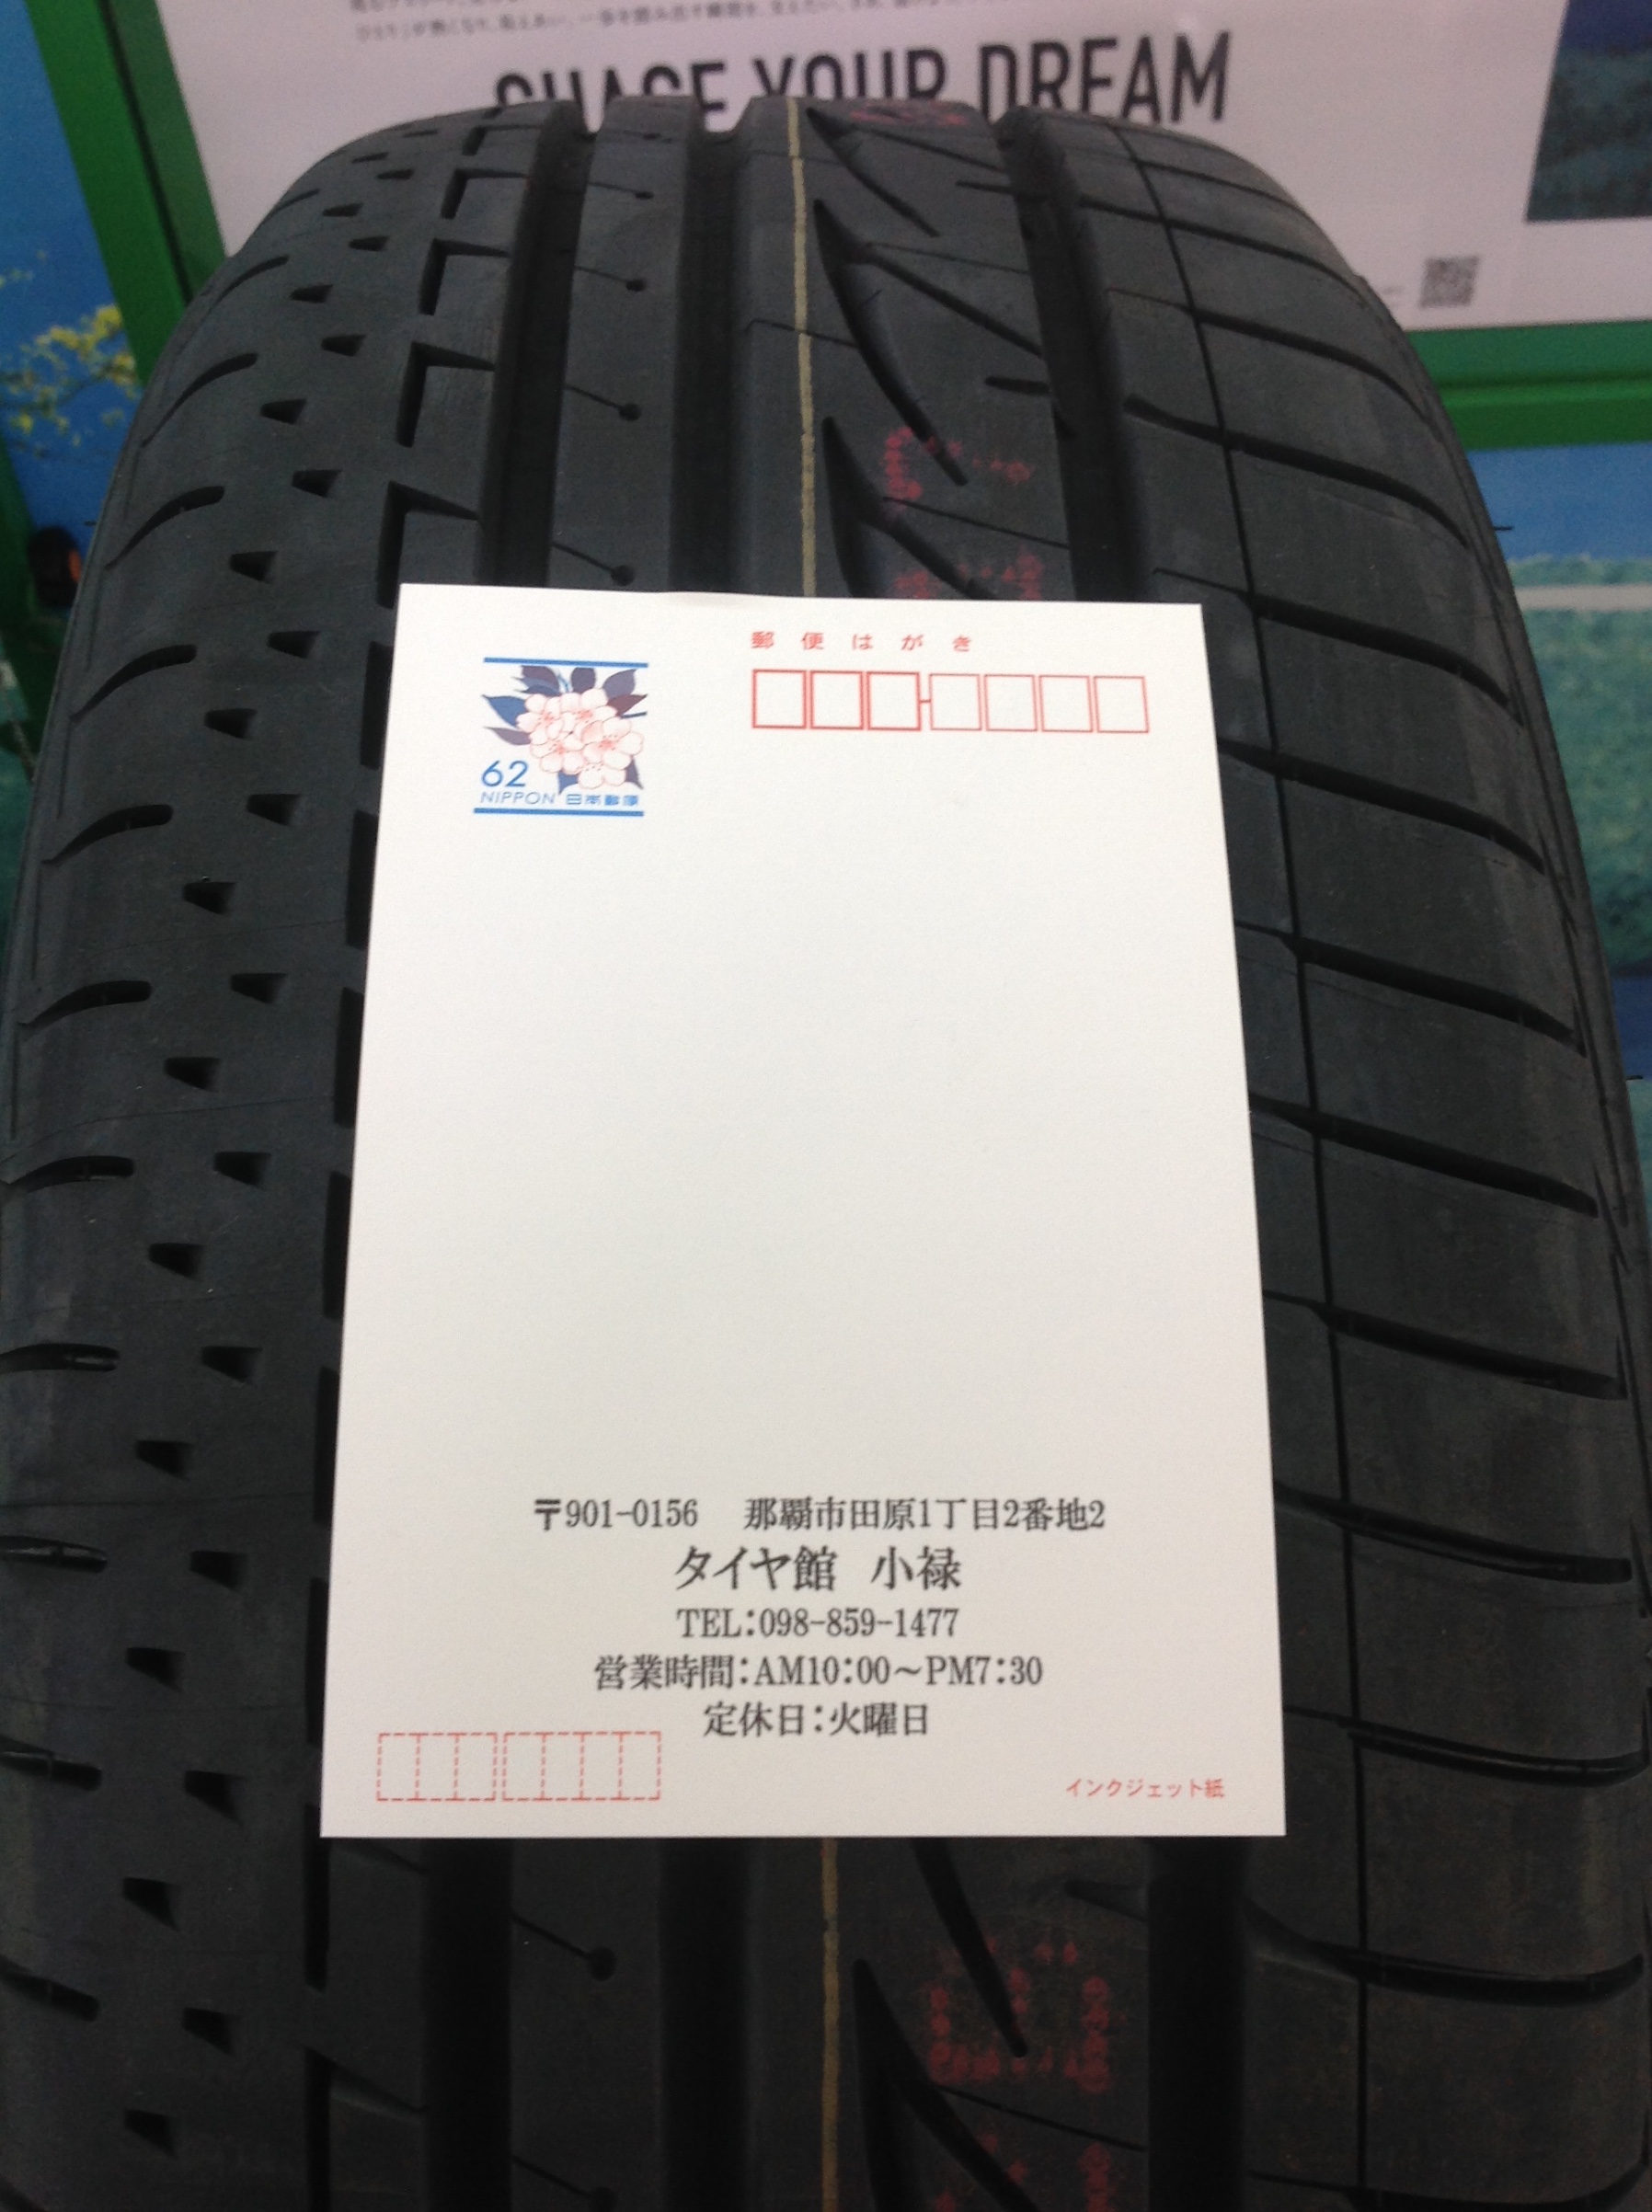 CHASE YOUR DREAM
郵便はがき
62
NIPPON 日本郵便
〒901-0156 那覇市田原1丁目2番地2
タイヤ館 小禄
TEL:098-859-1477
営業時間:AM10:00~PM7:30
定休日:火曜日
インクジェット紙